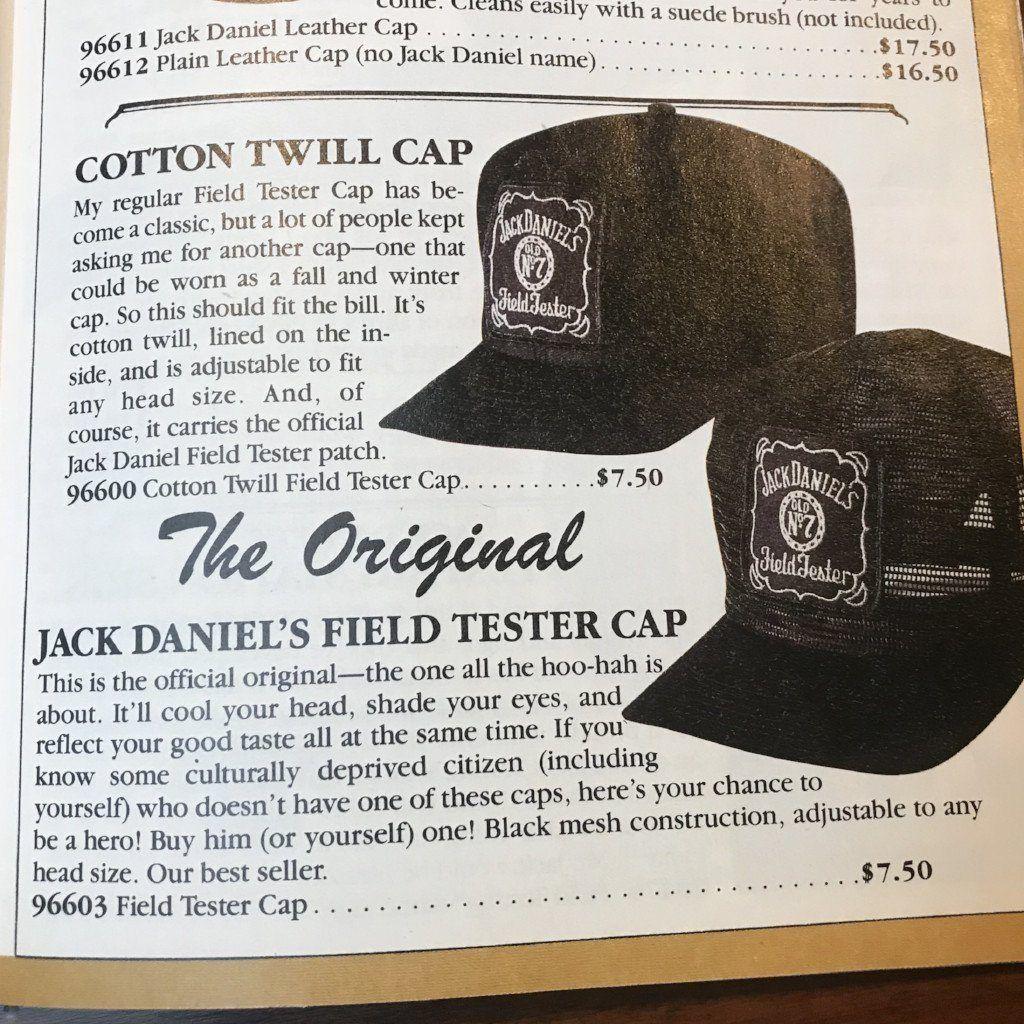 come. Cleans easily with a suede brush (not included).
96611 Jack Daniel Leather Cap . . . . . . . . . . . . . . . . . . . . . . . . . . . . . . . . . . $17.50
96612 Plain Leather Cap (no Jack Daniel name) . . . . . . . . . . . . . . . . . . . . $16.50
COTTON TWILL CAP
My regular Field Tester Cap has be-
come a classic, but a lot of people kept
asking me for another cap—one that
could be worn as a fall and winter
cap. So this should fit the bill. It's
cotton twill, lined on the in-
side, and is adjustable to fit
any head size. And, of
course, it carries the official
Jack Daniel Field Tester patch.
96600 Cotton Twill Field Tester Cap. . . . . . . . . . . $7.50
JACK DANIEL'S
OLD
Nº7
Field Tester
JACK DANIEL'S
OLD
Nº7
Field Tester
The Original
JACK DANIEL'S FIELD TESTER CAP
This is the official original—the one all the hoo-hah is
about. It'll cool your head, shade your eyes, and
reflect your good taste all at the same time. If you
know some culturally deprived citizen (including
yourself) who doesn't have one of these caps, here's your chance to
be a hero! Buy him (or yourself) one! Black mesh construction, adjustable to any
head size. Our best seller.
96603 Field Tester Cap . . . . . . . . . . . . . . . . . . . . . . . . . . . . . . . . . . . . . $7.50